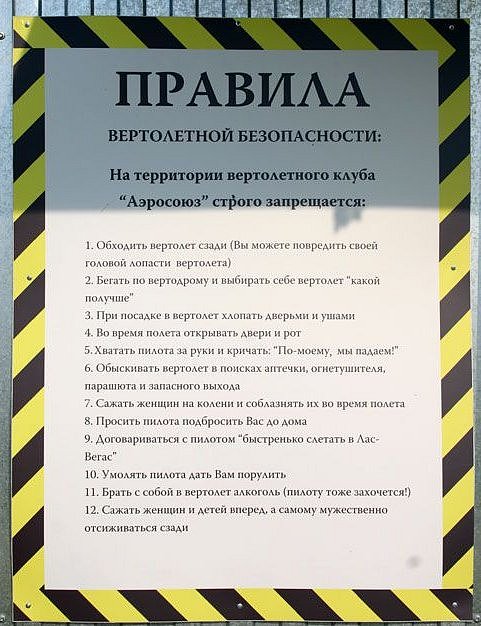 ПРАВИЛА
ВЕРТОЛЕТНОЙ БЕЗОПАСНОСТИ:
На территории вертолетного клуба
“Аэросоюз” строго запрещается:
1. Обходить вертолет сзади (Вы можете повредить своей
головой лопасти вертолета)
2. Бегать по вертодрому и выбирать себе вертолет “какой
получше”
3. При посадке в вертолет хлопать дверьми и ушами
4. Во время полета открывать двери и рот
5. Хватать пилота за руки и кричать: “По-моему, мы падаем!”
6. Обыскивать вертолет в поисках аптечки, огнетушителя,
парашюта и запасного выхода
7. Сажать женщин на колени и соблазнять их во время полета
8. Просить пилота подбросить Вас до дома
9. Договариваться с пилотом “быстренько слетать в Лас-
Вегас”
10. Умолять пилота дать Вам порулить
11. Брать с собой в вертолет алкоголь (пилоту тоже захочется!)
12. Сажать женщин и детей вперед, а самому мужественно
отсиживаться сзади